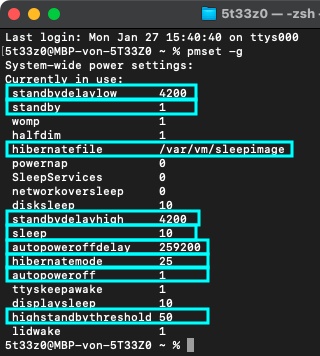 5t33z0 — -zsh
Last login: Mon Jan 27 15:40:40 on ttys000
[5t33z0@MBP-von-5T33Z0 ~ % pmset -g
System-wide power settings:
Currently in use:
standbydelaylow 4200
standby 1
womp 1
halfdim 1
hibernatefile /var/vm/sleepimage
powernap 0
SleepServices 0
networkoversleep 0
disksleep 10
standbydelayhigh 4200
sleep 10
autopoweroffdelay 259200
hibernatemode 25
autopoweroff 1
ttyskeepawake 1
displaysleep 10
highstandbythreshold 50
lidwake 1
5t33z0@MBP-von-5T33Z0 ~ %